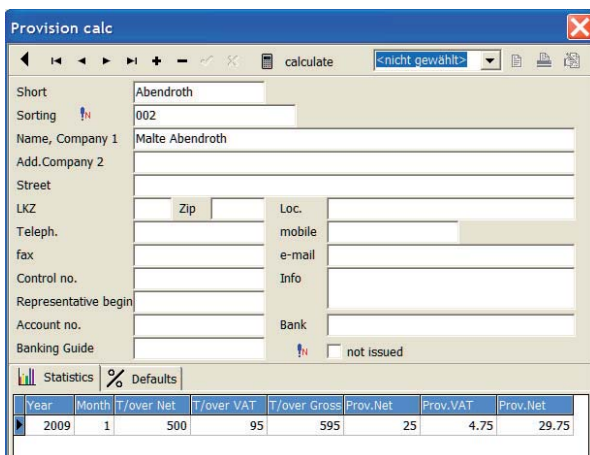 Provision calc
calculate <nicht gewählt>
Short Abendroth
Sorting N 002
Name, Company 1 Malte Abendroth
Add.Company 2
Street
LKZ Zip Loc.
Teleph. mobile
fax e-mail
Control no. Info
Representative begin
Account no. Bank
Banking Guide N not issued
Statistics % Defaults
Year Month T/over Net T/over VAT T/over Gross Prov.Net Prov.VAT Prov.Net
2009 1 500 95 595 25 4.75 29.75